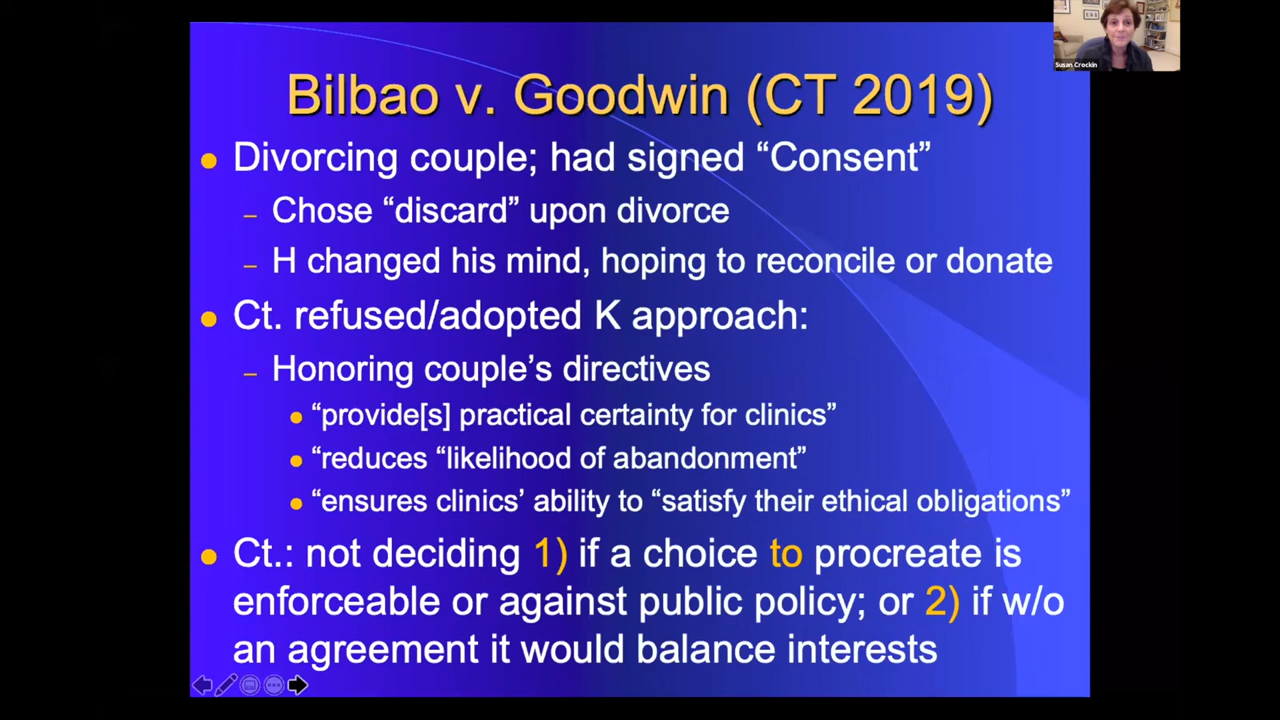 Susan Crockin
Bilbao v. Goodwin (CT 2019)
Divorcing couple; had signed “Consent”
– Chose “discard” upon divorce
– H changed his mind, hoping to reconcile or donate
Ct. refused/adopted K approach:
– Honoring couple’s directives
“provide[s] practical certainty for clinics”
“reduces “likelihood of abandonment”
“ensures clinics’ ability to “satisfy their ethical obligations”
Ct.: not deciding 1) if a choice to procreate is
enforceable or against public policy; or 2) if w/o
an agreement it would balance interests